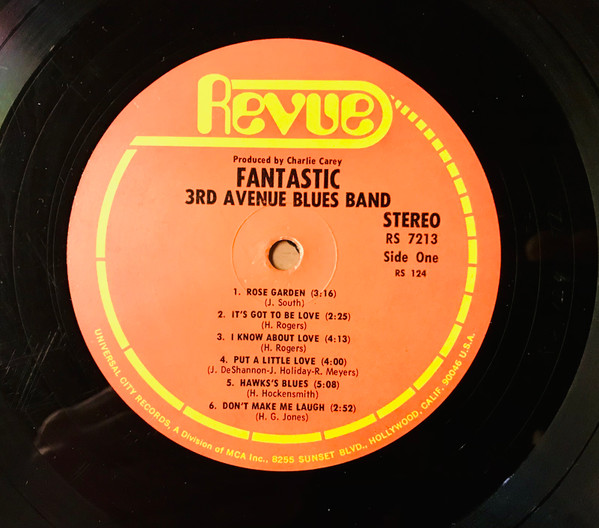 Revue
Produced by Charlie Carey
FANTASTIC
3RD AVENUE BLUES BAND
STEREO
RS 7213
Side One
RS 124
1. ROSE GARDEN (3:16)
(J. South)
2. IT'S GOT TO BE LOVE (2:25)
(H. Rogers)
3. I KNOW ABOUT LOVE (4:13)
(H. Rogers)
4. PUT A LITTLE LOVE (4:00)
(J. DeShannon-J. Holiday-R. Meyers)
5. HAWKS'S BLUES (5:08)
(H. Hockensmith)
6. DON'T MAKE ME LAUGH (2:52)
(H. G. Jones)
UNIVERSAL CITY RECORDS, A Division of MCA Inc., 8255 SUNSET BLVD., HOLLYWOOD, CALIF. 90046 U.S.A.